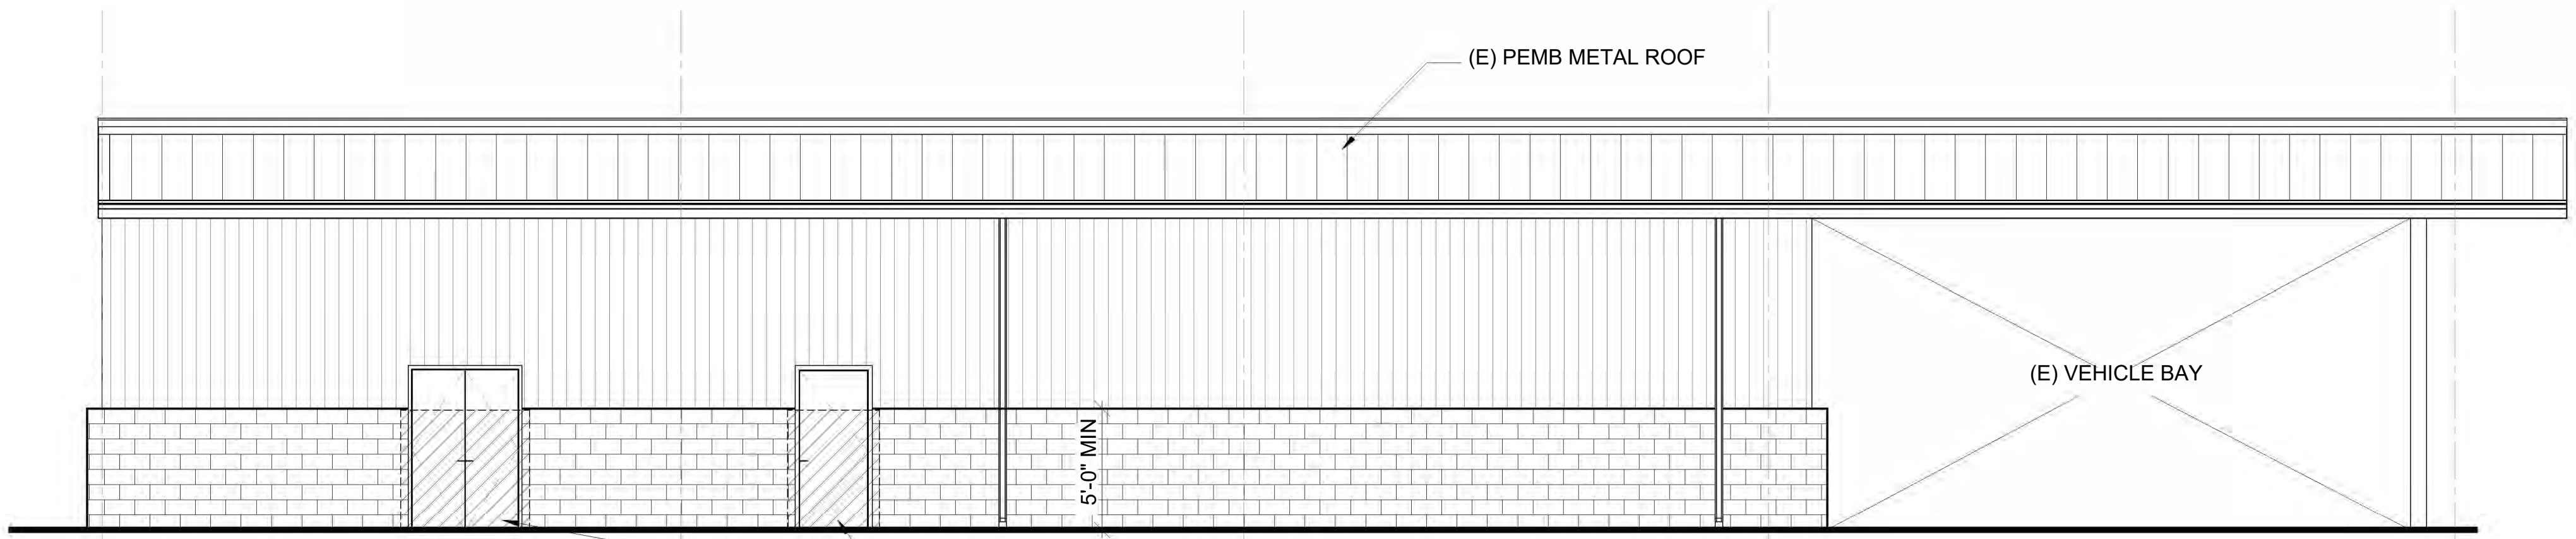 (E) PEMB METAL ROOF
(E) VEHICLE BAY
5'-0" MIN